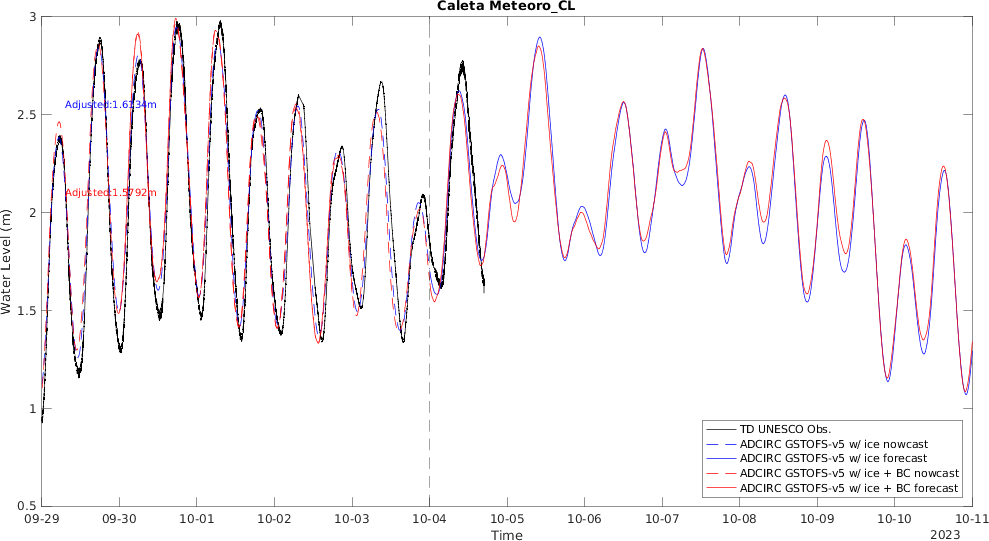 Caleta Meteoro_CL
3
2.5
2
1.5
1
0.5
Water Level (m)
Adjusted:1.6134m
Adjusted:1.5792m
TD UNESCO Obs.
ADCIRC GSTOFS-v5 w/ ice nowcast
ADCIRC GSTOFS-v5 w/ ice forecast
ADCIRC GSTOFS-v5 w/ ice + BC nowcast
ADCIRC GSTOFS-v5 w/ ice + BC forecast
09-29 09-30 10-01 10-02 10-03 10-04 10-05 10-06 10-07 10-08 10-09 10-10 10-11
Time
2023